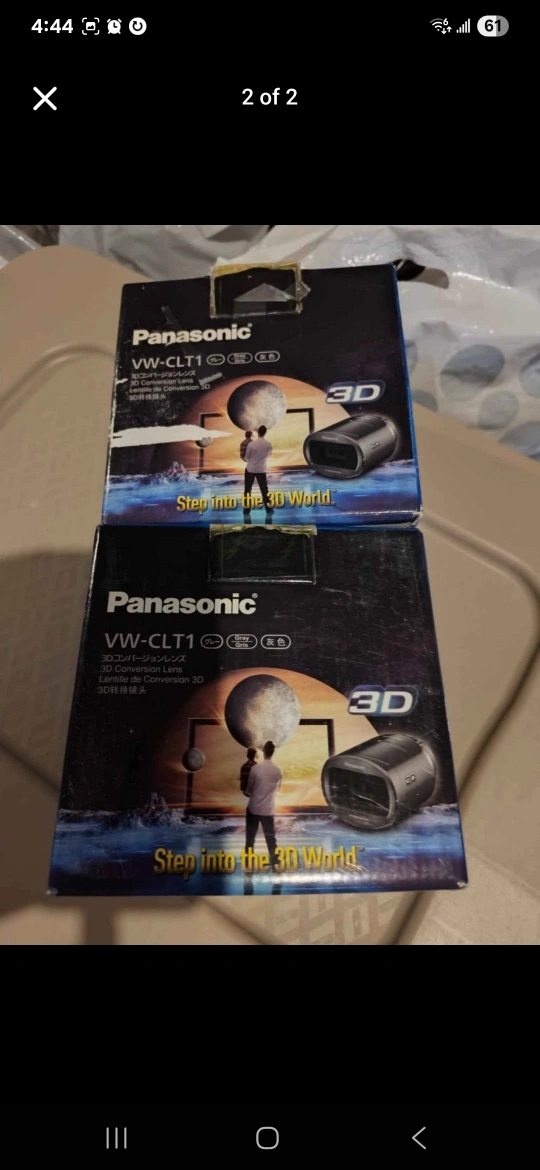 4:44
61
2 of 2
Panasonic®
VW-CLT1 グレー Gray Gris 灰色
3Dコンバージョンレンズ
3D Conversion Lens
Lentille de Conversion 3D
3D转换镜头
3D
Step into the 3D World™
Panasonic®
VW-CLT1 グレー Gray Gris 灰色
3Dコンバージョンレンズ
3D Conversion Lens
Lentille de Conversion 3D
3D转换镜头
3D
Step into the 3D World™